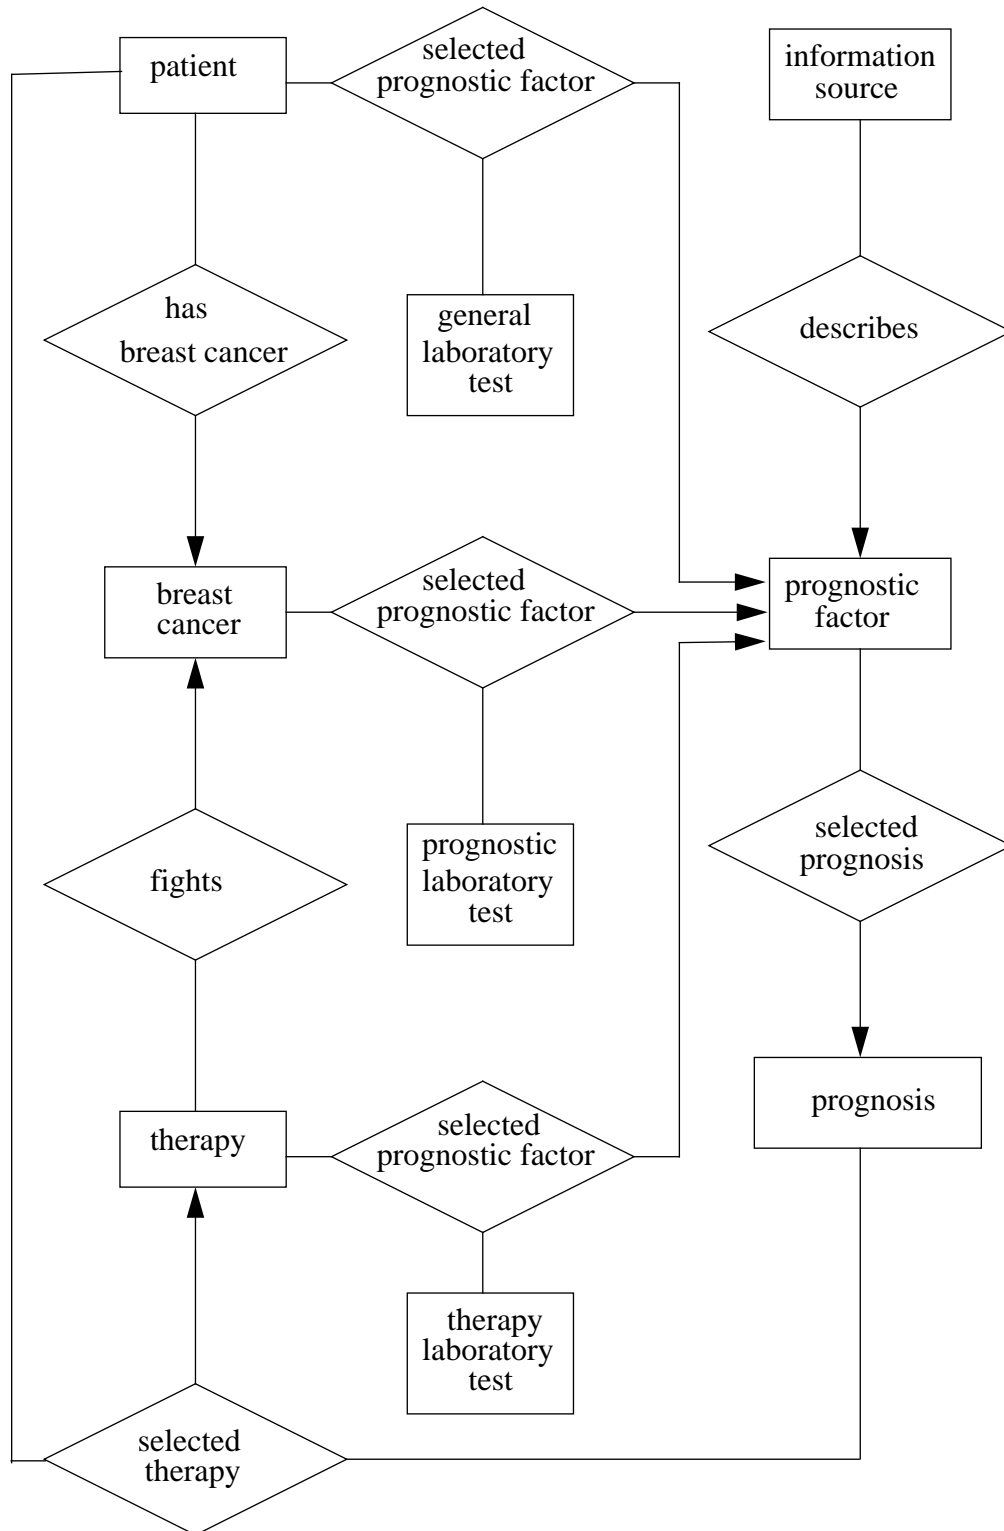 patient
selected
prognostic factor
information
source
has
breast cancer
general
laboratory
test
describes
breast
cancer
selected
prognostic factor
prognostic
factor
fights
prognostic
laboratory
test
selected
prognosis
therapy
selected
prognostic factor
prognosis
therapy
laboratory
test
selected
therapy